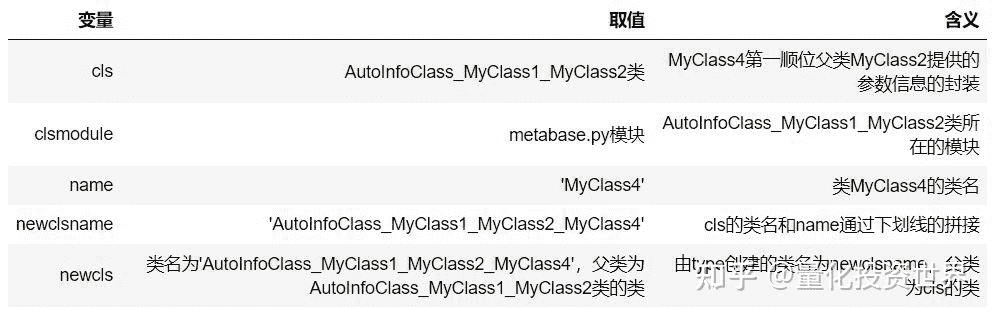 变量 取值 含义
cls AutoInfoClass_MyClass1_MyClass2类 MyClass4第一顺位父类MyClass2提供的
参数信息的封装
clsmodule metabase.py模块 AutoInfoClass_MyClass1_MyClass2类所
在的模块
name 'MyClass4' 类MyClass4的类名
newclsname 'AutoInfoClass_MyClass1_MyClass2_MyClass4' cls的类名和name通过下划线的拼接
newcls 类名为'AutoInfoClass_MyClass1_MyClass2_MyClass4'，父类为
AutoInfoClass_MyClass1_MyClass2类的类 由type创建的类名为newclsname，父类
为cls的类
知乎 @量化投资世界